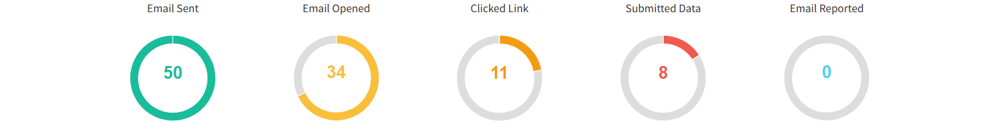 Email Sent
Email Opened
Clicked Link
Submitted Data
Email Reported
50
34
11
8
0